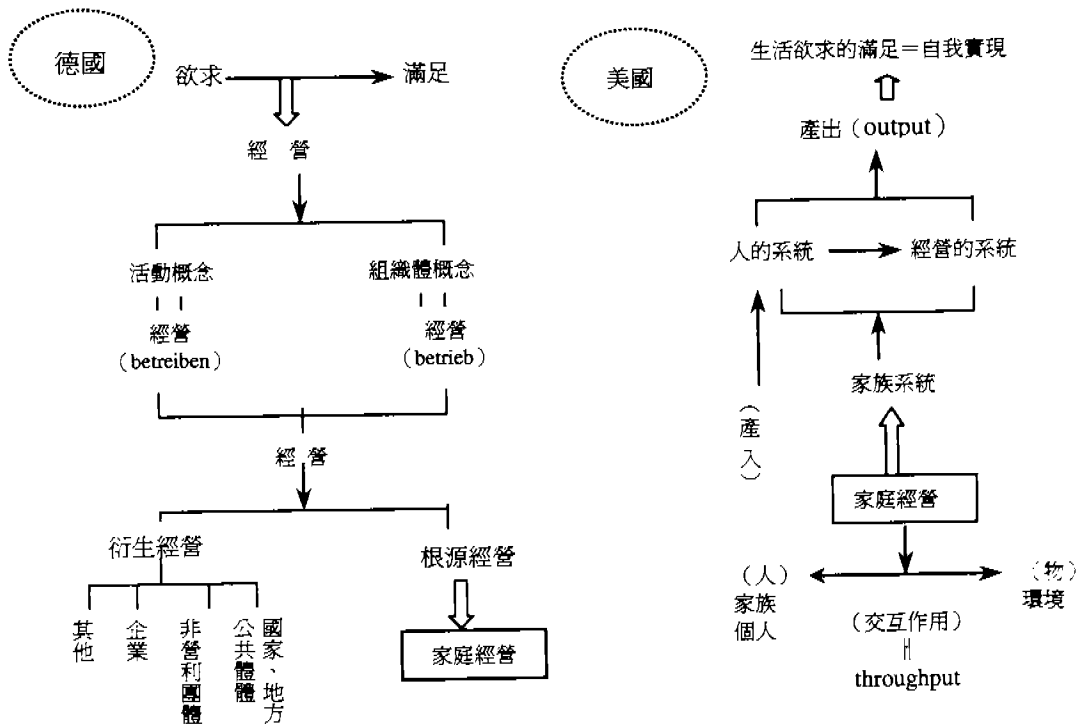 德國
欲求
滿足
經 營
活動概念
組織體概念
經營
(betreiben)
經營
(betrieb)
經 營
衍生經營
根源經營
其他
企業
非營利團體
公共體體
國家、地方
家庭經營
美國
生活欲求的滿足＝自我實現
產出（output）
人的系統
經營的系統
（產入）
家族系統
家庭經營
（人）
家族
個人
（物）
環境
（交互作用）
throughput